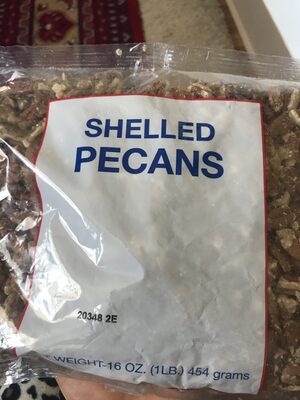 SHELLED
PECANS
20348 2E
WEIGHT-16 OZ. (1LB.) 454 grams